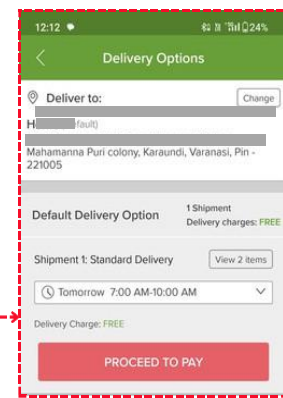 12:12 24%
Delivery Options
Deliver to: Change
Mahamanna Puri colony, Karaundi, Varanasi, Pin -
221005
Default Delivery Option 1 Shipment
Delivery charges: FREE
Shipment 1: Standard Delivery View 2 items
Tomorrow 7:00 AM-10:00 AM
Delivery Charge: FREE
PROCEED TO PAY